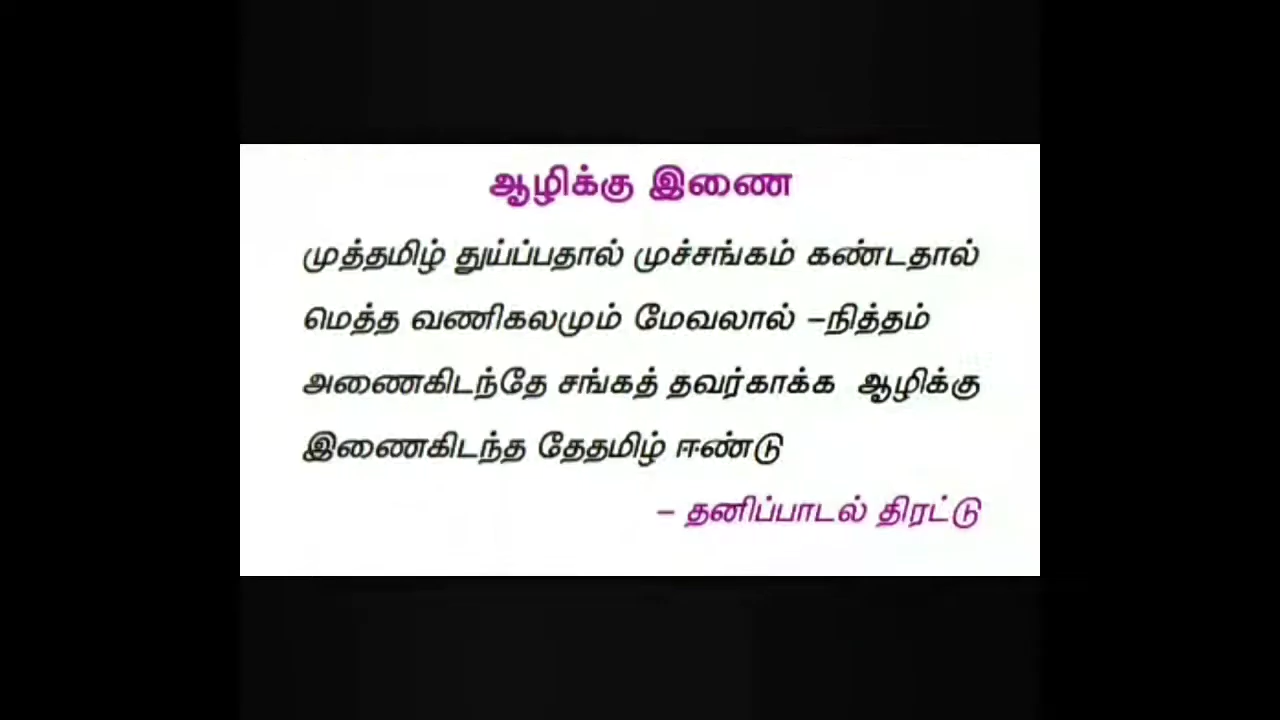 ஆழிக்கு இணை
முத்தமிழ் துய்ப்பதால் முச்சங்கம் கண்டதால்
மெத்த வணிகலமும் மேவலால் –நித்தம்
அணைகிடந்தே சங்கத் தவர்காக்க ஆழிக்கு
இணைகிடந்த தேதமிழ் ஈண்டு
– தனிப்பாடல் திரட்டு